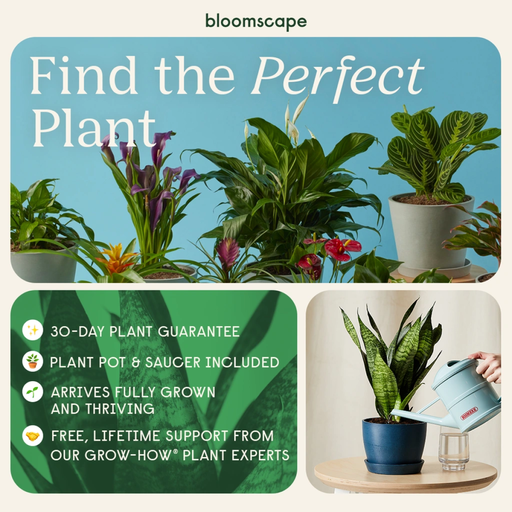 bloomscape
Find the Perfect
Plant
30-DAY PLANT GUARANTEE
PLANT POT & SAUCER INCLUDED
ARRIVES FULLY GROWN
AND THRIVING
FREE, LIFETIME SUPPORT FROM
OUR GROW-HOW® PLANT EXPERTS